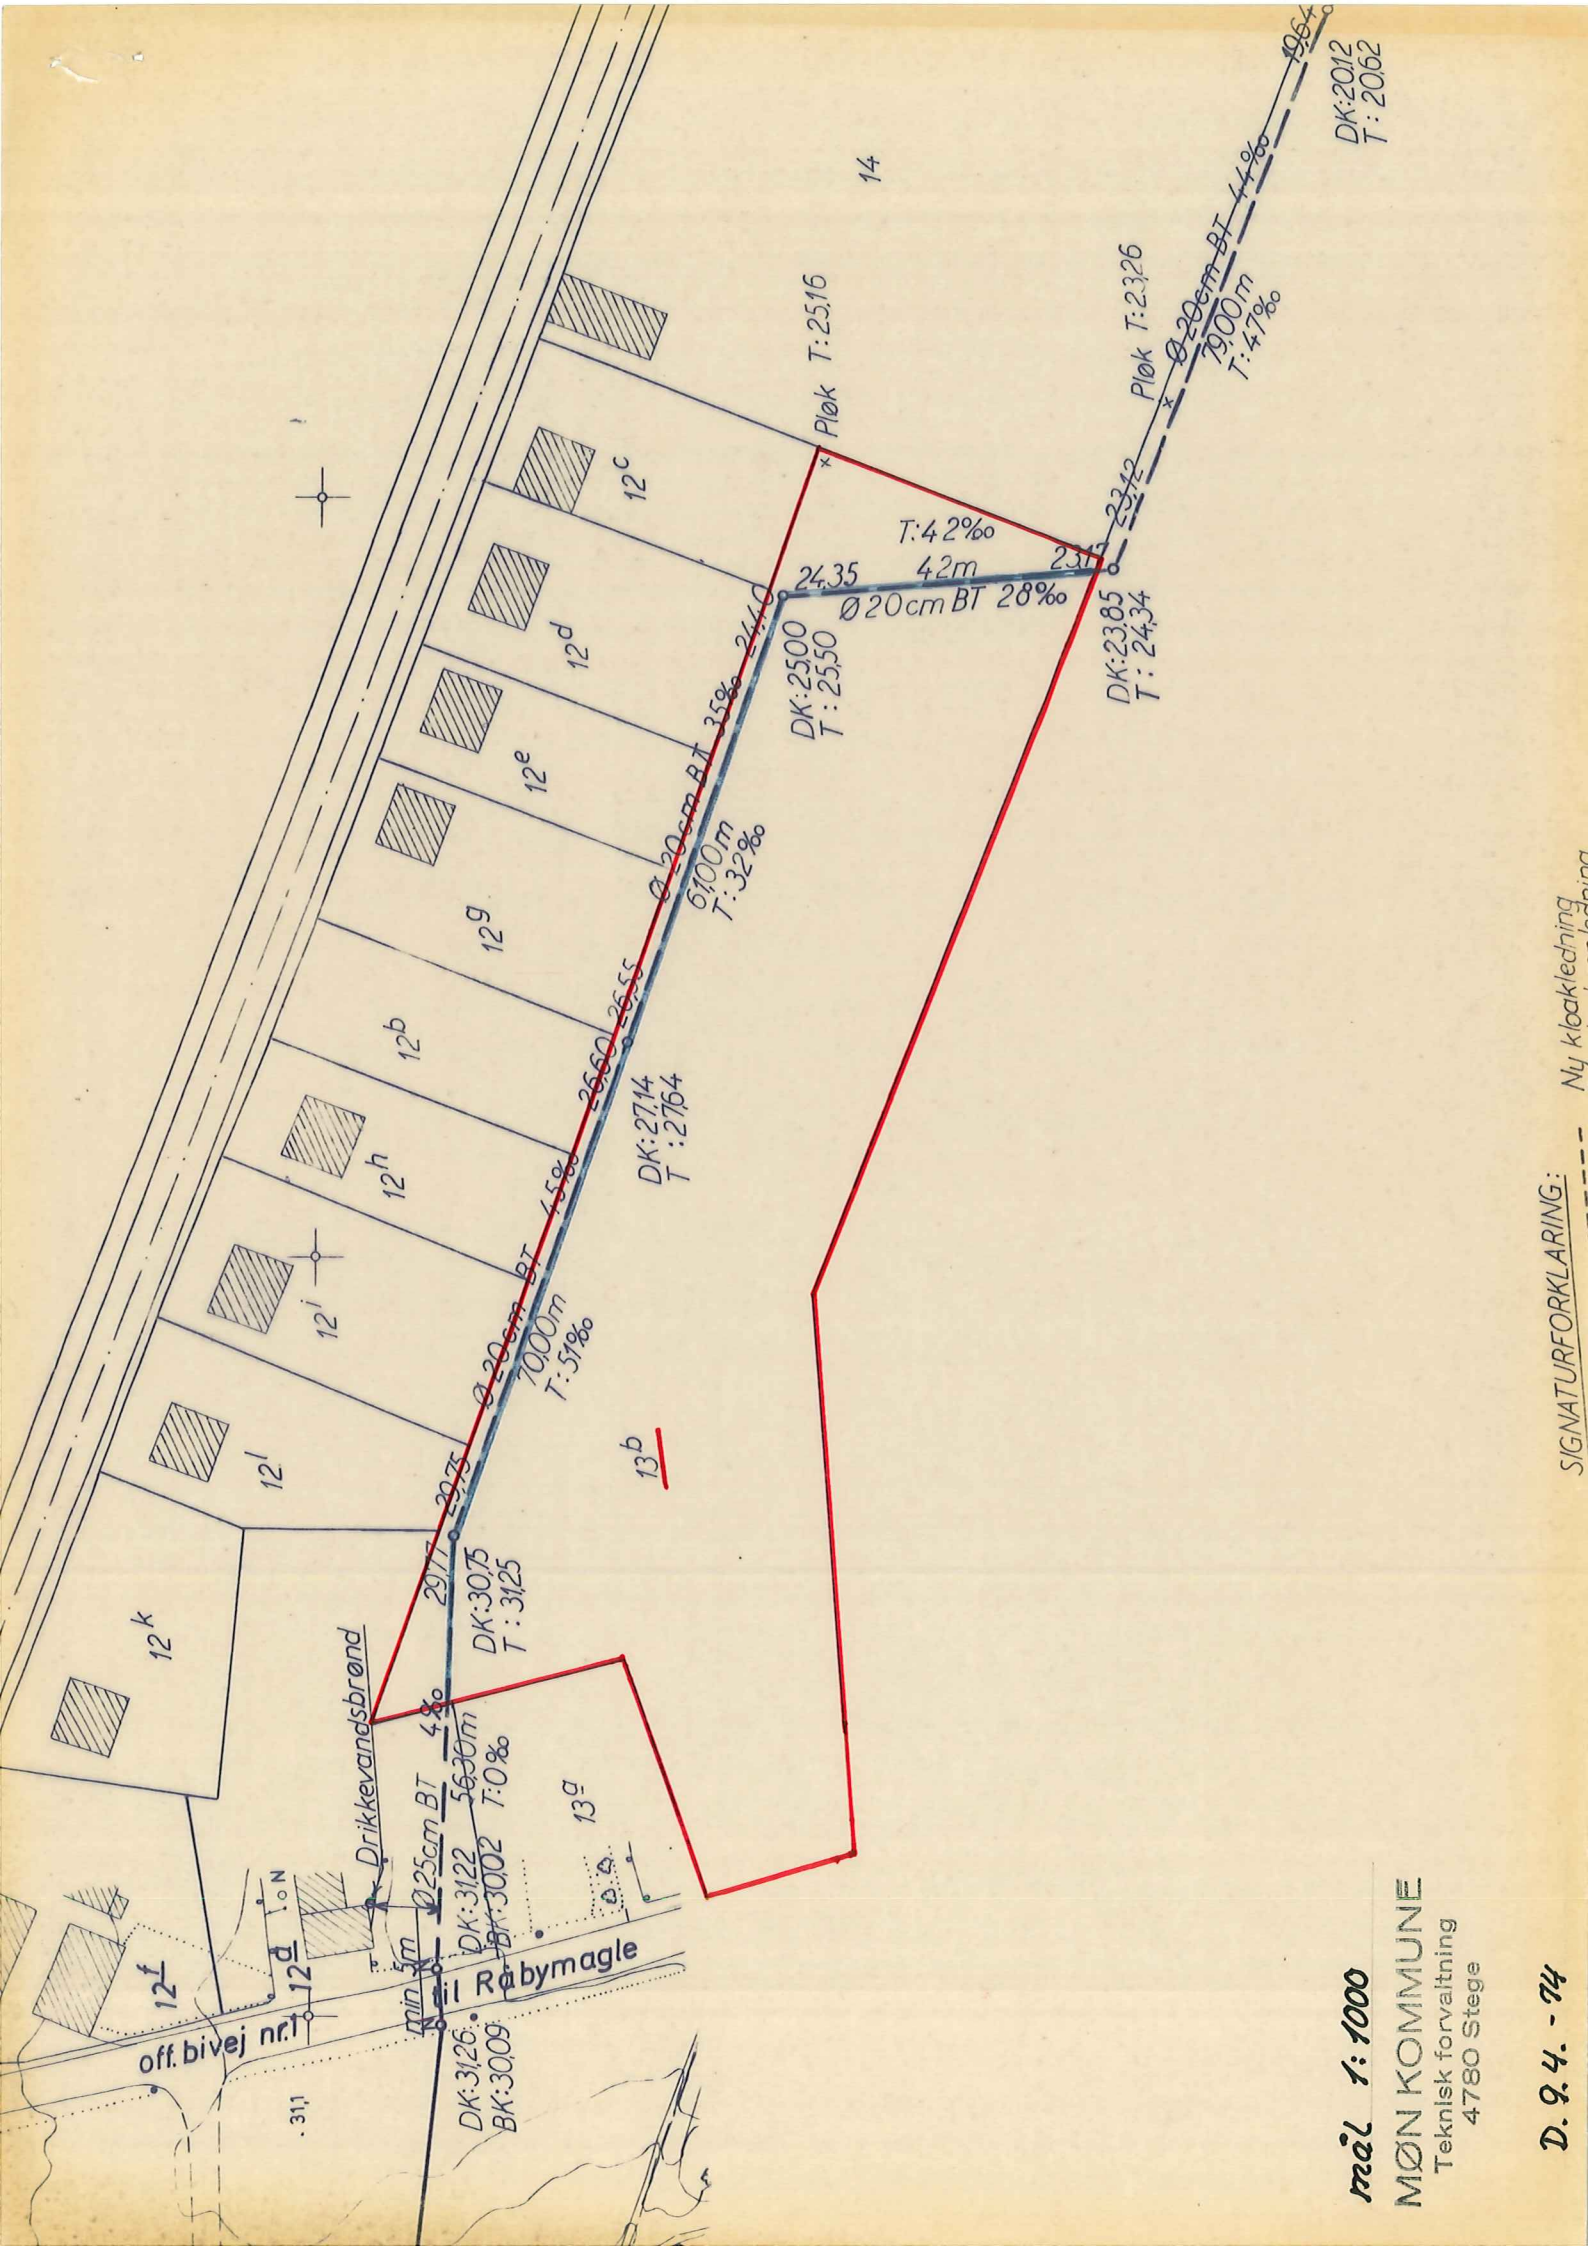 14
Pløk T:25,16
Pløk T:23,26
19,64
DK:20,12
T: 20,62
Ø 20cm BT 44‰
79,00m
T:47‰
23,12
12c
12d
12e
12g
12b
12h
12i
12l
12k
T:42‰
24,35 42m 23,17
Ø20cm BT 28‰
DK:23,85
T: 24,34
24,40
DK:25,00
T: 25,50
Ø 20cm BT 35‰
61,00m
T:32‰
26,60 26,55
DK:27,14
T: 27,64
Ø 20cm BT 45‰
70,00m
T:51‰
13b
29,77 29,75
DK:30,75
T: 31,25
Drikkevandsbrønd
Ø25cm BT 4‰
56,30m
T:0‰
DK:31,22
BK:30,02
13a
min 5m
12f
12d
off. bivej nr.1
til Råbymagle
DK:31,26
BK:30,09
. 31,1
SIGNATURFORKLARING:
Ny kloakledning
mål 1:1000
MØN KOMMUNE
Teknisk forvaltning
4780 Stege
D. 9.4. - 74